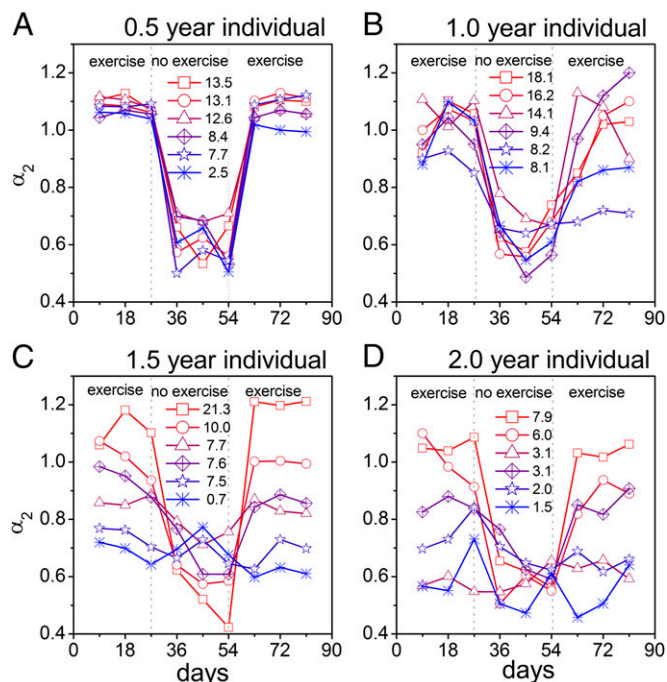 A 0.5 year individual
exercise no exercise exercise
13.5
13.1
12.6
8.4
7.7
2.5
α2
1.2
1.0
0.8
0.6
0.4
0 18 36 54 72 90
B 1.0 year individual
exercise no exercise exercise
18.1
16.2
14.1
9.4
8.2
8.1
α2
1.2
1.0
0.8
0.6
0.4
0 18 36 54 72 90
C 1.5 year individual
exercise no exercise exercise
21.3
10.0
7.7
7.6
7.5
0.7
α2
1.2
1.0
0.8
0.6
0.4
0 18 36 54 72 90
days
D 2.0 year individual
exercise no exercise exercise
7.9
6.0
3.1
3.1
2.0
1.5
α2
1.2
1.0
0.8
0.6
0.4
0 18 36 54 72 90
days